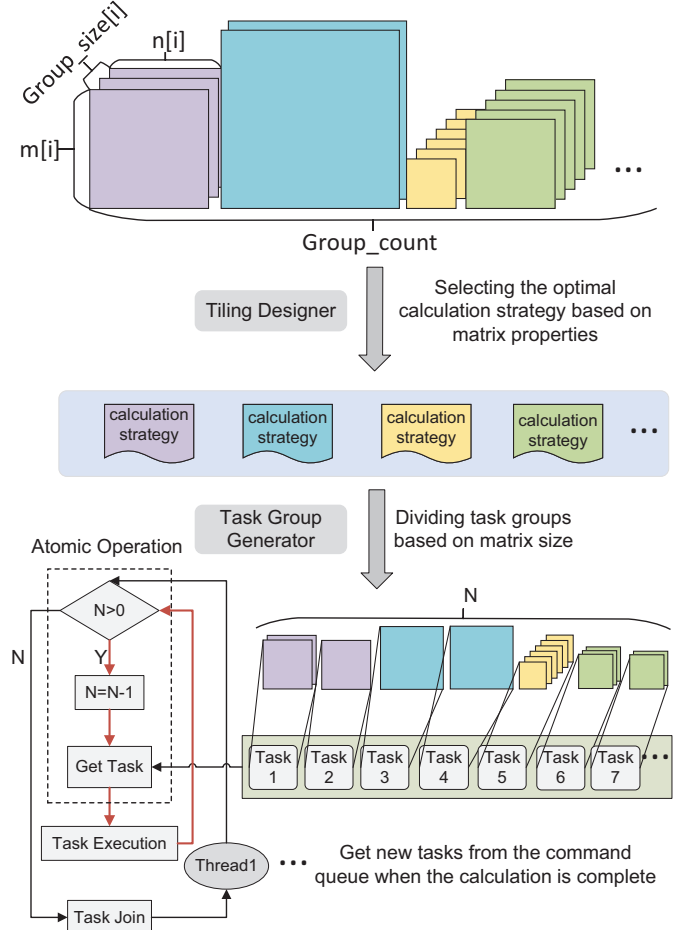 Group_size[i]
n[i]
m[i]
...
Group_count
Tiling Designer
Selecting the optimal
calculation strategy based on
matrix properties
calculation
strategy
calculation
strategy
calculation
strategy
calculation
strategy
...
Task Group
Generator
Dividing task groups
based on matrix size
Atomic Operation
N>0
N
Y
N=N-1
Get Task
Task Execution
Task Join
Thread1
...
N
Task
1
Task
2
Task
3
Task
4
Task
5
Task
6
Task
7
...
Get new tasks from the command
queue when the calculation is complete